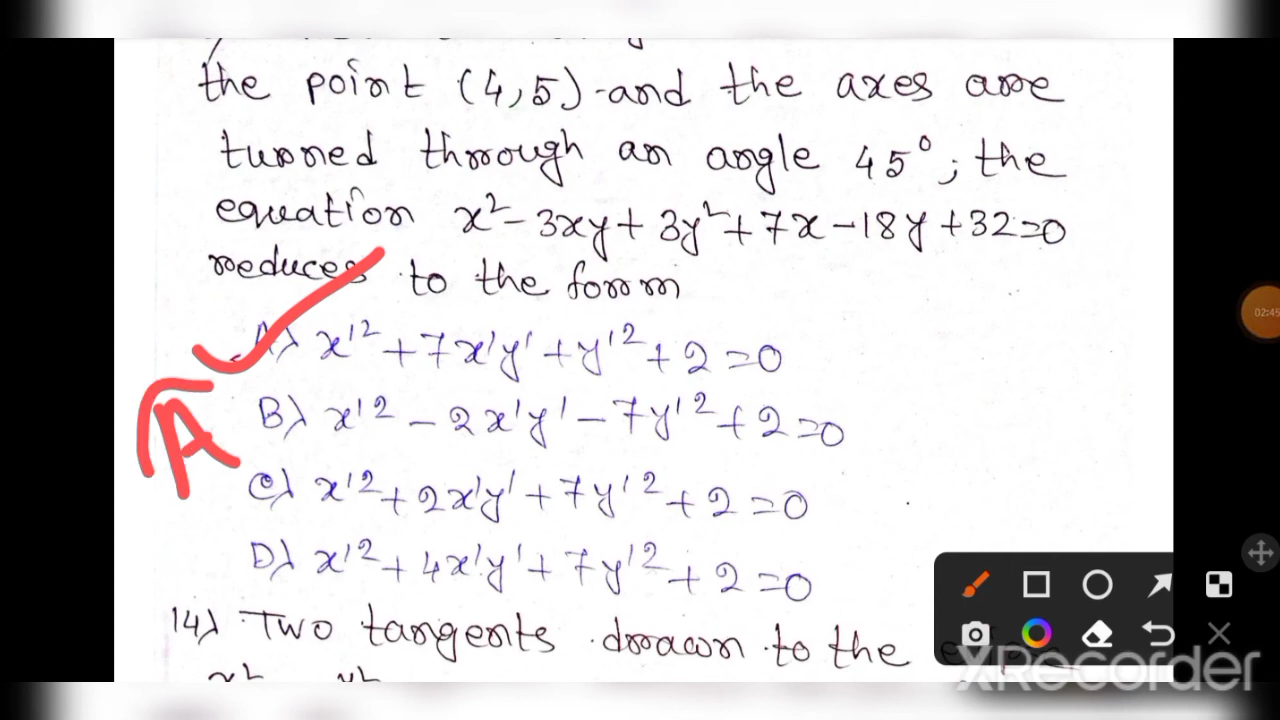 the point (4,5) and the axes are
turned through an angle 45°, the
equation x²-3xy+3y²+7x-18y+32=0
reduces to the form
A) x'²+7x'y'+y'²+2=0
B) x'²-2x'y'-7y'²+2=0
C) x'²+2x'y'+7y'²+2=0
D) x'²+4x'y'+7y'²+2=0
A
14) Two tangents drawn to the
02:45
XRecorder